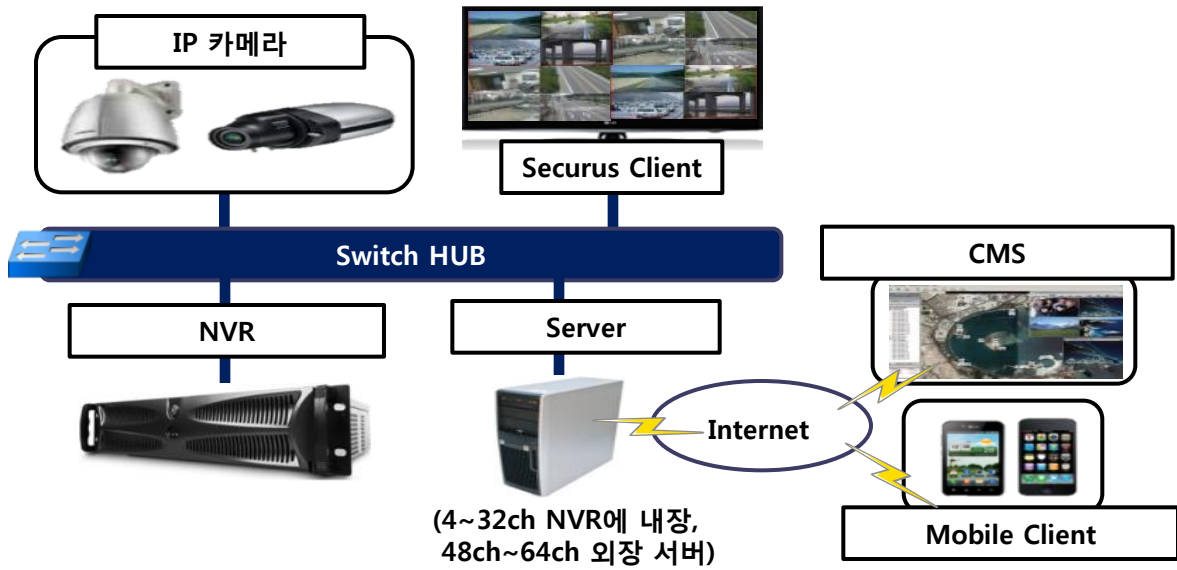 IP 카메라
Securus Client
Switch HUB
CMS
NVR
Server
Internet
(4~32ch NVR에 내장,
48ch~64ch 외장 서버)
Mobile Client